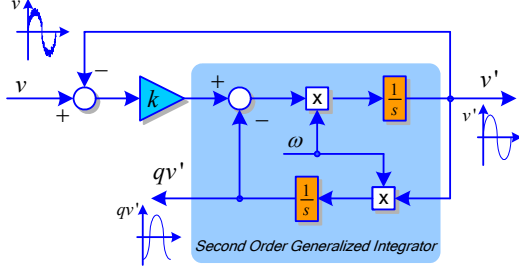 v
v
+
−
k
+
−
x
1/s
v'
v'
ω
qv'
1/s
x
qv'
Second Order Generalized Integrator